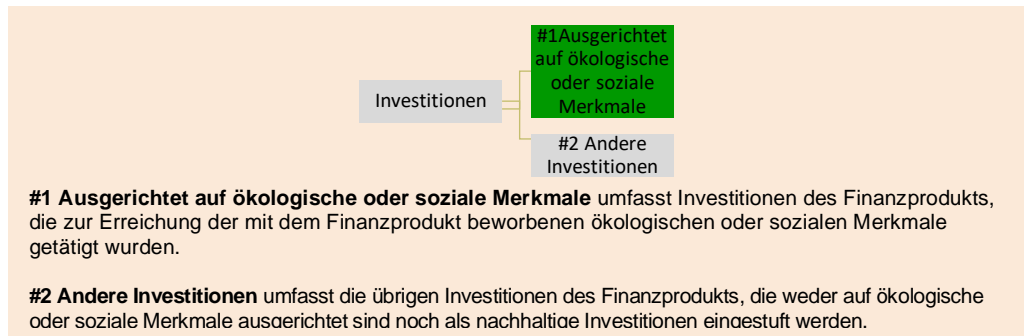 #1Ausgerichtet
auf ökologische
oder soziale
Merkmale
Investitionen
#2 Andere
Investitionen
#1 Ausgerichtet auf ökologische oder soziale Merkmale umfasst Investitionen des Finanzprodukts,
die zur Erreichung der mit dem Finanzprodukt beworbenen ökologischen oder sozialen Merkmale
getätigt wurden.
#2 Andere Investitionen umfasst die übrigen Investitionen des Finanzprodukts, die weder auf ökologische
oder soziale Merkmale ausgerichtet sind noch als nachhaltige Investitionen eingestuft werden.